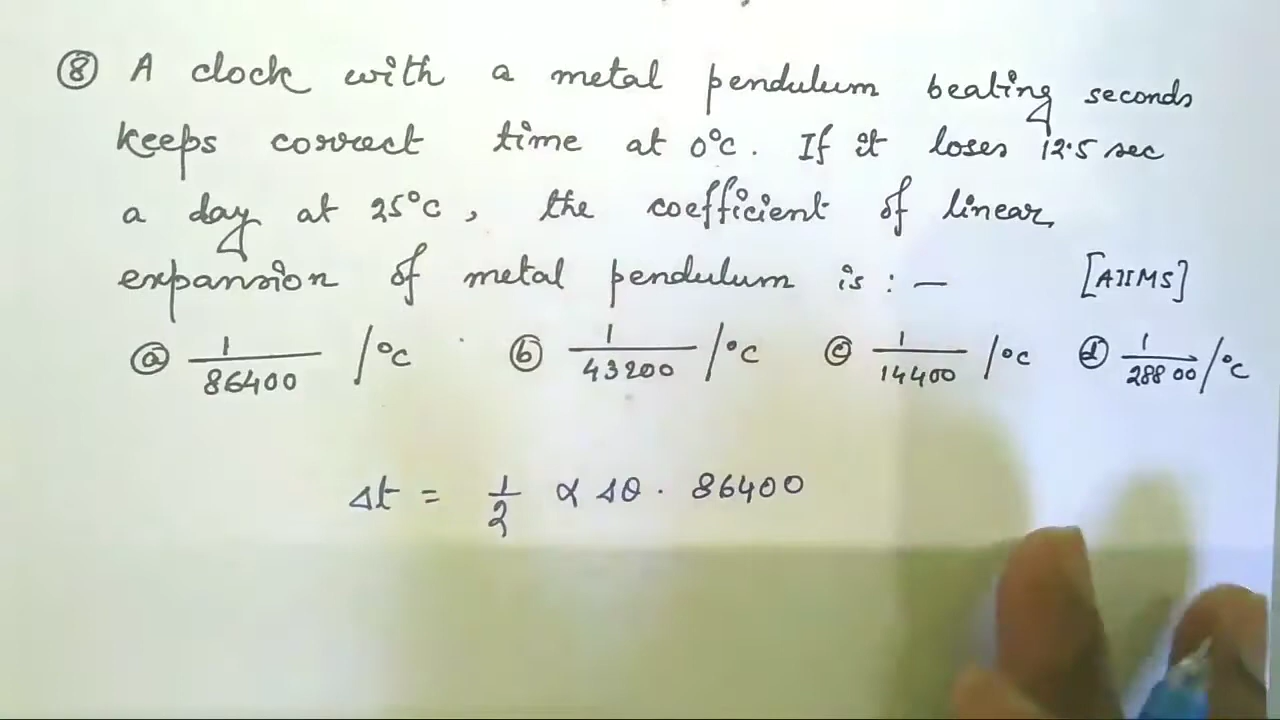 ⑧ A clock with a metal pendulum beating seconds
keeps correct time at 0°C. If it loses 12.5 sec
a day at 25°C, the coefficient of linear
expansion of metal pendulum is : — [AIIMS]
ⓐ 1/86400 /°C ⓑ 1/43200 /°C ⓒ 1/14400 /°C ⓓ 1/28800 /°C
Δt = 1/2 α Δθ . 86400